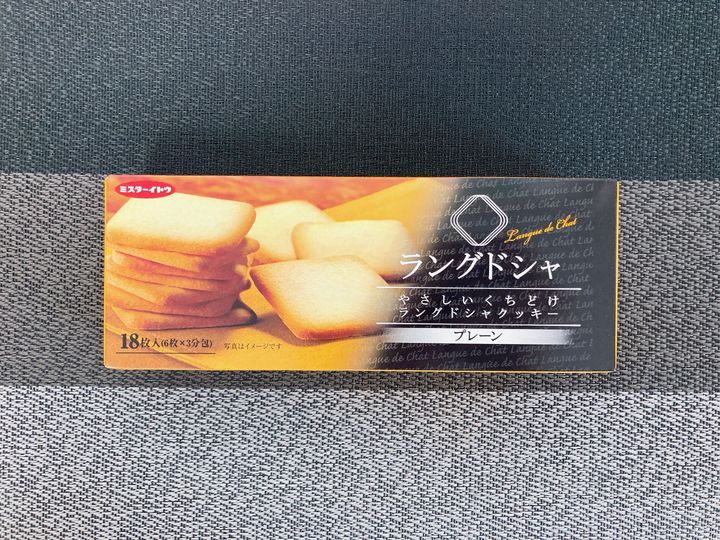 ミスターイトウ
Langue de Chat
ラングドシャ
やさしいくちどけ
ラングドシャクッキー
プレーン
18枚入(6枚×3分包)
写真はイメージです